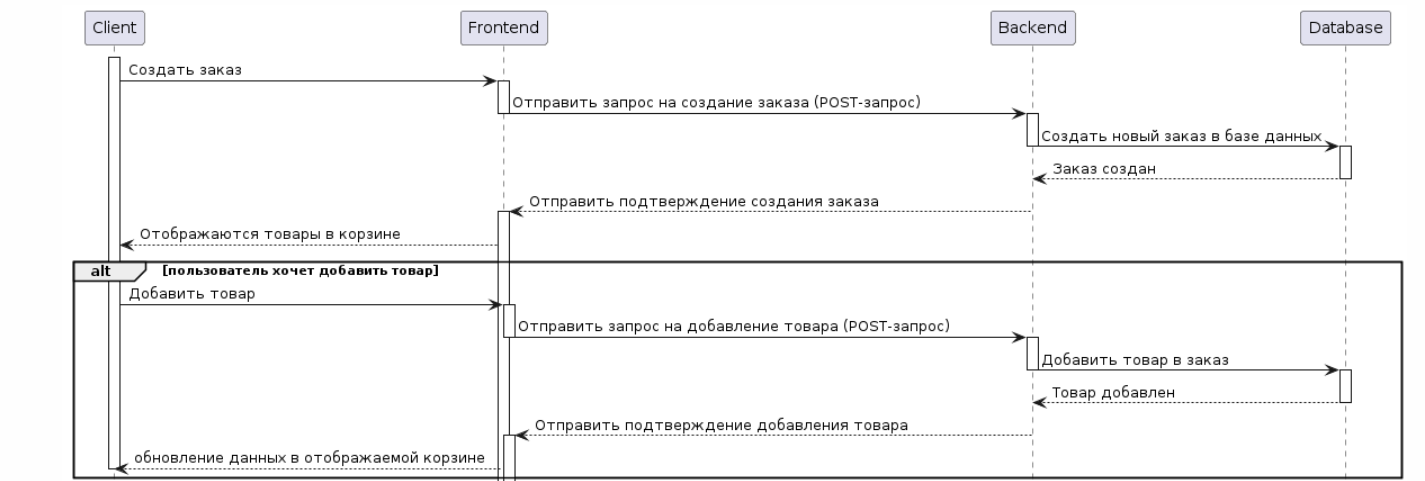 Client Frontend Backend Database
Создать заказ
Отправить запрос на создание заказа (POST-запрос)
Создать новый заказ в базе данных
Заказ создан
Отправить подтверждение создания заказа
Отображаются товары в корзине
alt [пользователь хочет добавить товар]
Добавить товар
Отправить запрос на добавление товара (POST-запрос)
Добавить товар в заказ
Товар добавлен
Отправить подтверждение добавления товара
обновление данных в отображаемой корзине